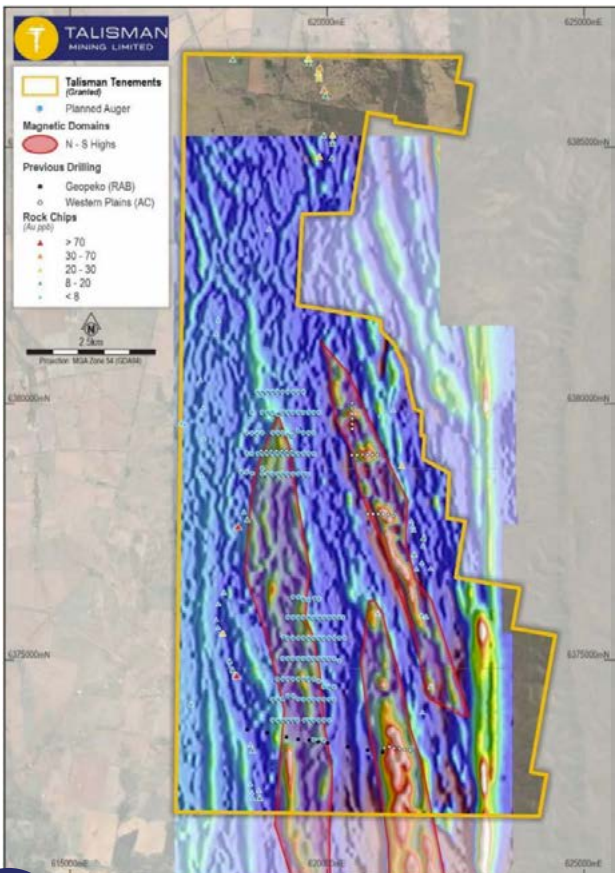 TALISMAN
MINING LIMITED
Talisman Tenements
(Granted)
Planned Auger
Magnetic Domains
N - S Highs
Previous Drilling
Geopeko (RAB)
Western Plains (AC)
Rock Chips
(Au ppb)
> 70
30 - 70
20 - 30
8 - 20
< 8
N
2.5km
Projection: MGA Zone 54 (GDA94)
620000mE
625000mE
6385000mN
6380000mN
6380000mN
6375000mN
6375000mN
615000mE
620000mE
625000mE